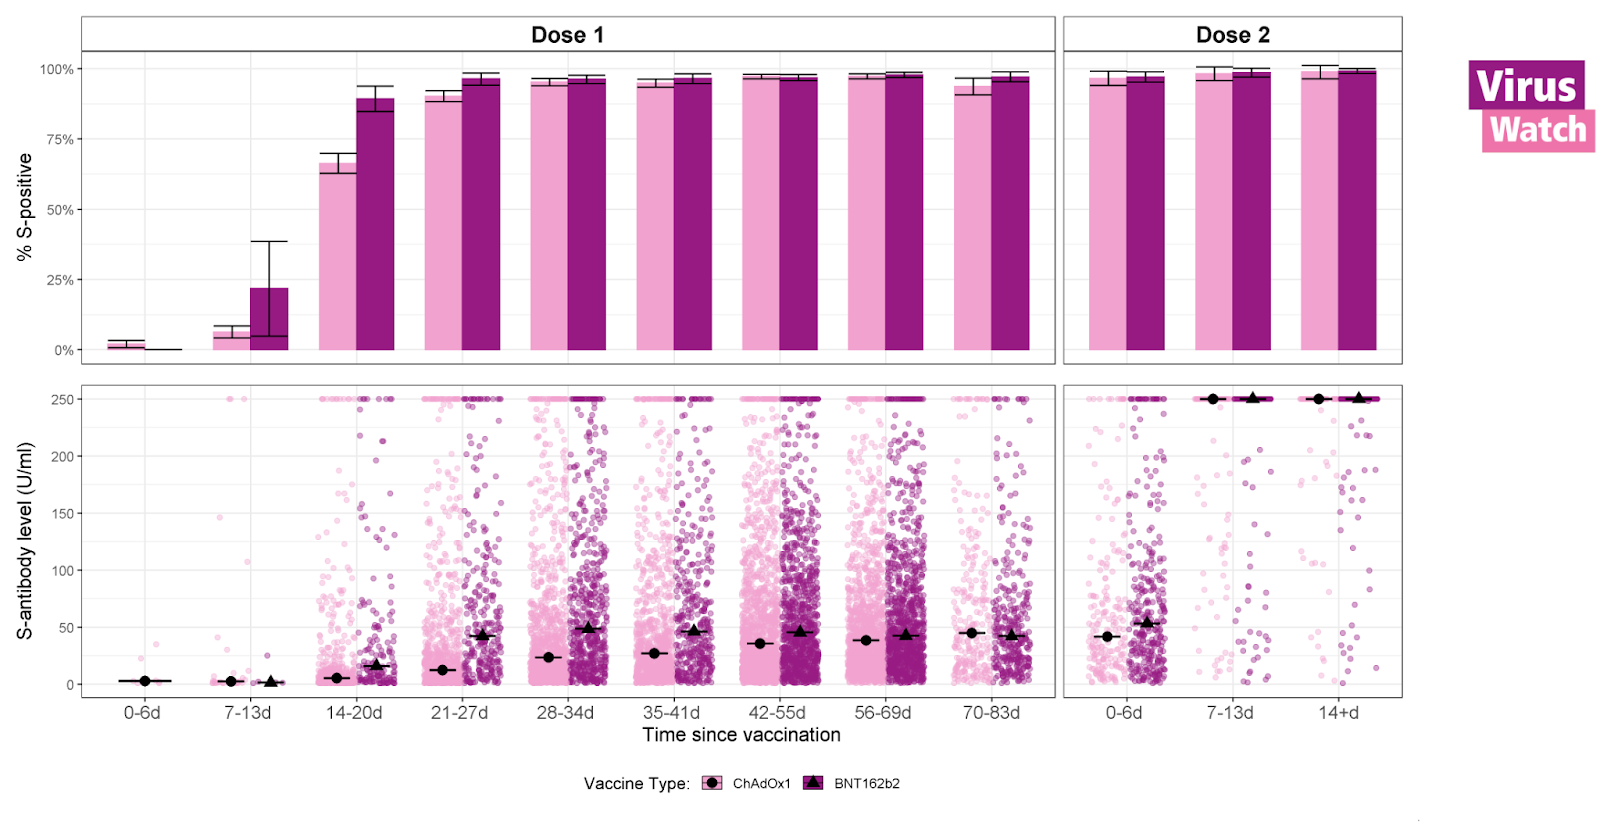 Dose 1
Dose 2
Virus
Watch
100%
75%
50%
25%
0%
% S-positive
250
200
150
100
50
0
S-antibody level (U/ml)
0-6d 7-13d 14-20d 21-27d 28-34d 35-41d 42-55d 56-69d 70-83d 0-6d 7-13d 14+d
Time since vaccination
Vaccine Type: ChAdOx1 BNT162b2